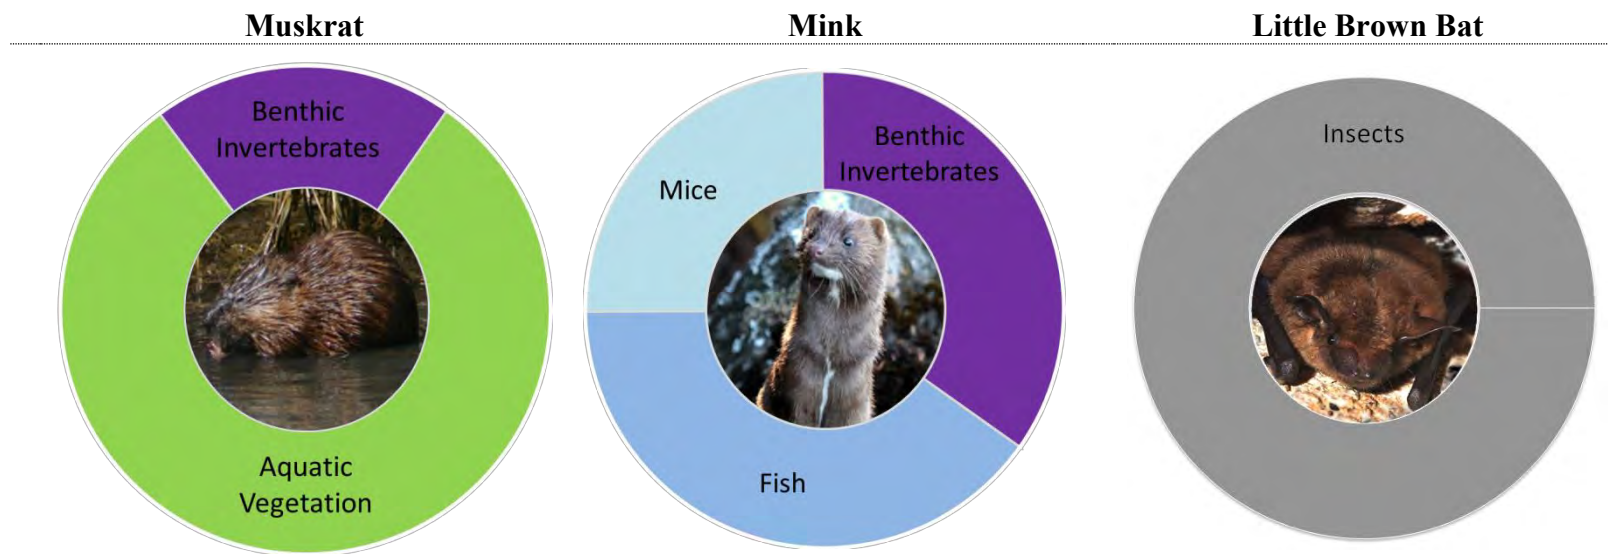 Muskrat
Mink
Little Brown Bat
Benthic
Invertebrates
Aquatic
Vegetation
Benthic
Invertebrates
Mice
Fish
Insects